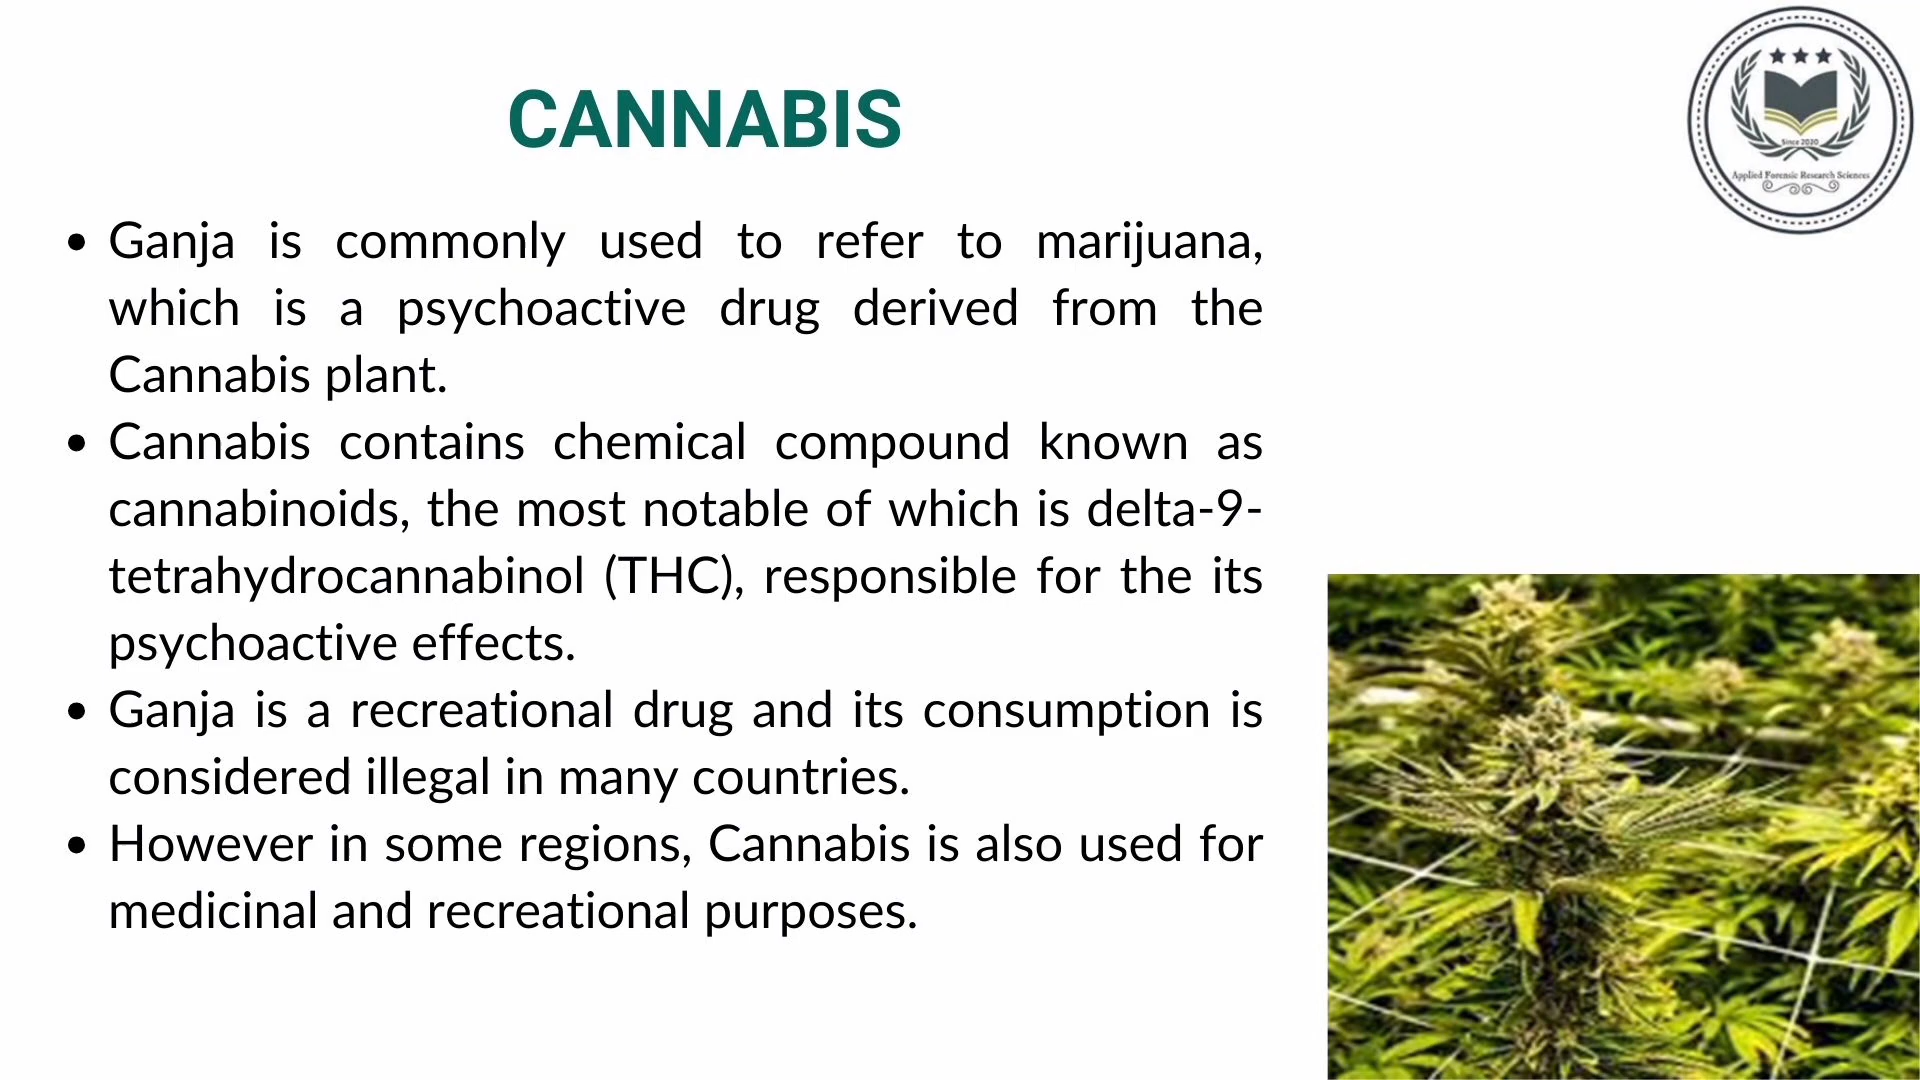 CANNABIS
Since 2020
Applied Forensic Research Sciences
• Ganja is commonly used to refer to marijuana,
which is a psychoactive drug derived from the
Cannabis plant.
• Cannabis contains chemical compound known as
cannabinoids, the most notable of which is delta-9-
tetrahydrocannabinol (THC), responsible for the its
psychoactive effects.
• Ganja is a recreational drug and its consumption is
considered illegal in many countries.
• However in some regions, Cannabis is also used for
medicinal and recreational purposes.